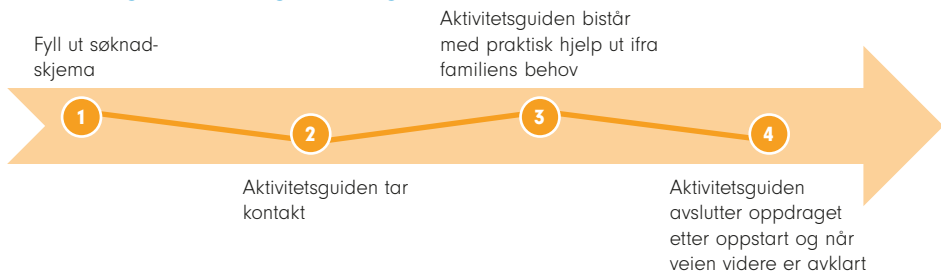 Fyll ut søknad-
skjema
1
Aktivitetsguiden tar
kontakt
2
Aktivitetsguiden bistår
med praktisk hjelp ut ifra
familiens behov
3
Aktivitetsguiden
avslutter oppdraget
etter oppstart og når
veien videre er avklart
4